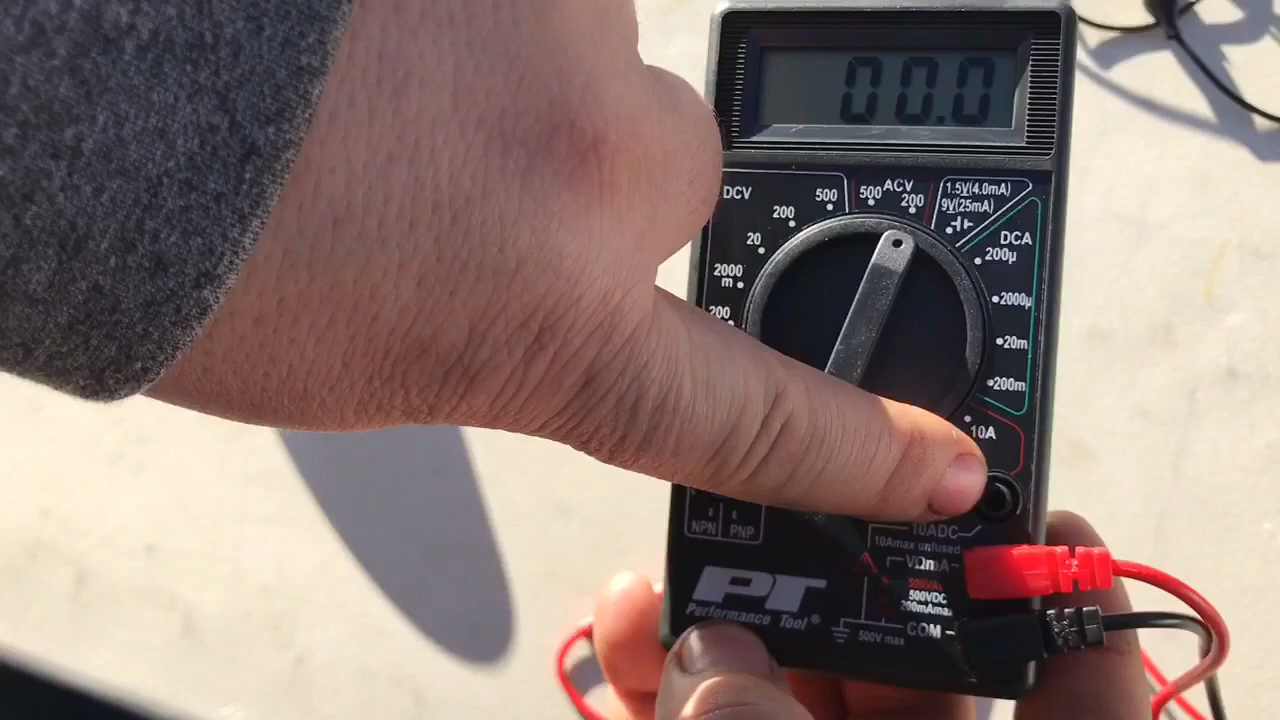 00.0
DCV
500
200
20
2000
m
200
500 ACV 200
1.5V(4.0mA)
9V(25mA)
DCA
200µ
2000µ
20m
200m
10A
E E
NPN PNP
10ADC
10Amax unfused
VΩmA
500VDC
200mAmax
COM
500V max
PT
Performance Tool®